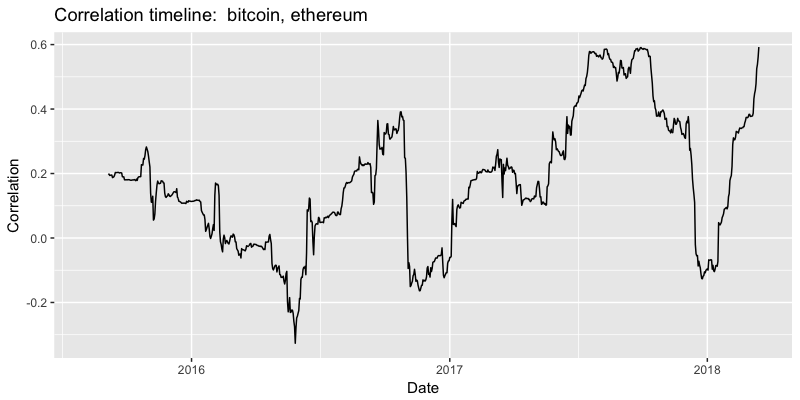 Correlation timeline:  bitcoin, ethereum
0.6
0.4
0.2
0.0
-0.2
Correlation
2016 2017 2018
Date